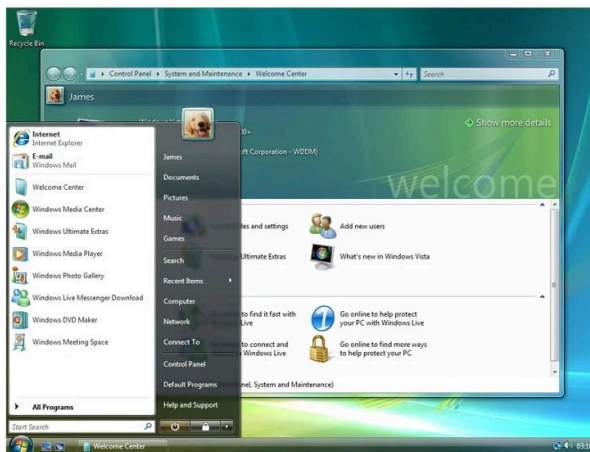 Recycle Bin
Control Panel
System and Maintenance
Welcome Center
Search
James
Show more details
soft Corporation - WDDM)
welcome
Internet
Internet Explorer
E-mail
Windows Mail
Welcome Center
Windows Media Center
Windows Ultimate Extras
Windows Media Player
Windows Photo Gallery
Windows Live Messenger Download
Windows DVD Maker
Windows Meeting Space
All Programs
Start Search
James
Documents
Pictures
Music
Games
Search
Recent Items
Computer
Network
Connect To
Control Panel
Default Programs
Help and Support
files and settings
Add new users
Ultimate Extras
What's new in Windows Vista
to find it fast with
Live
Go online to help protect
your PC with Windows Live
to connect and
Windows Live
Go online to find more ways
to help protect your PC
nel, System and Maintenance)
Welcome Center